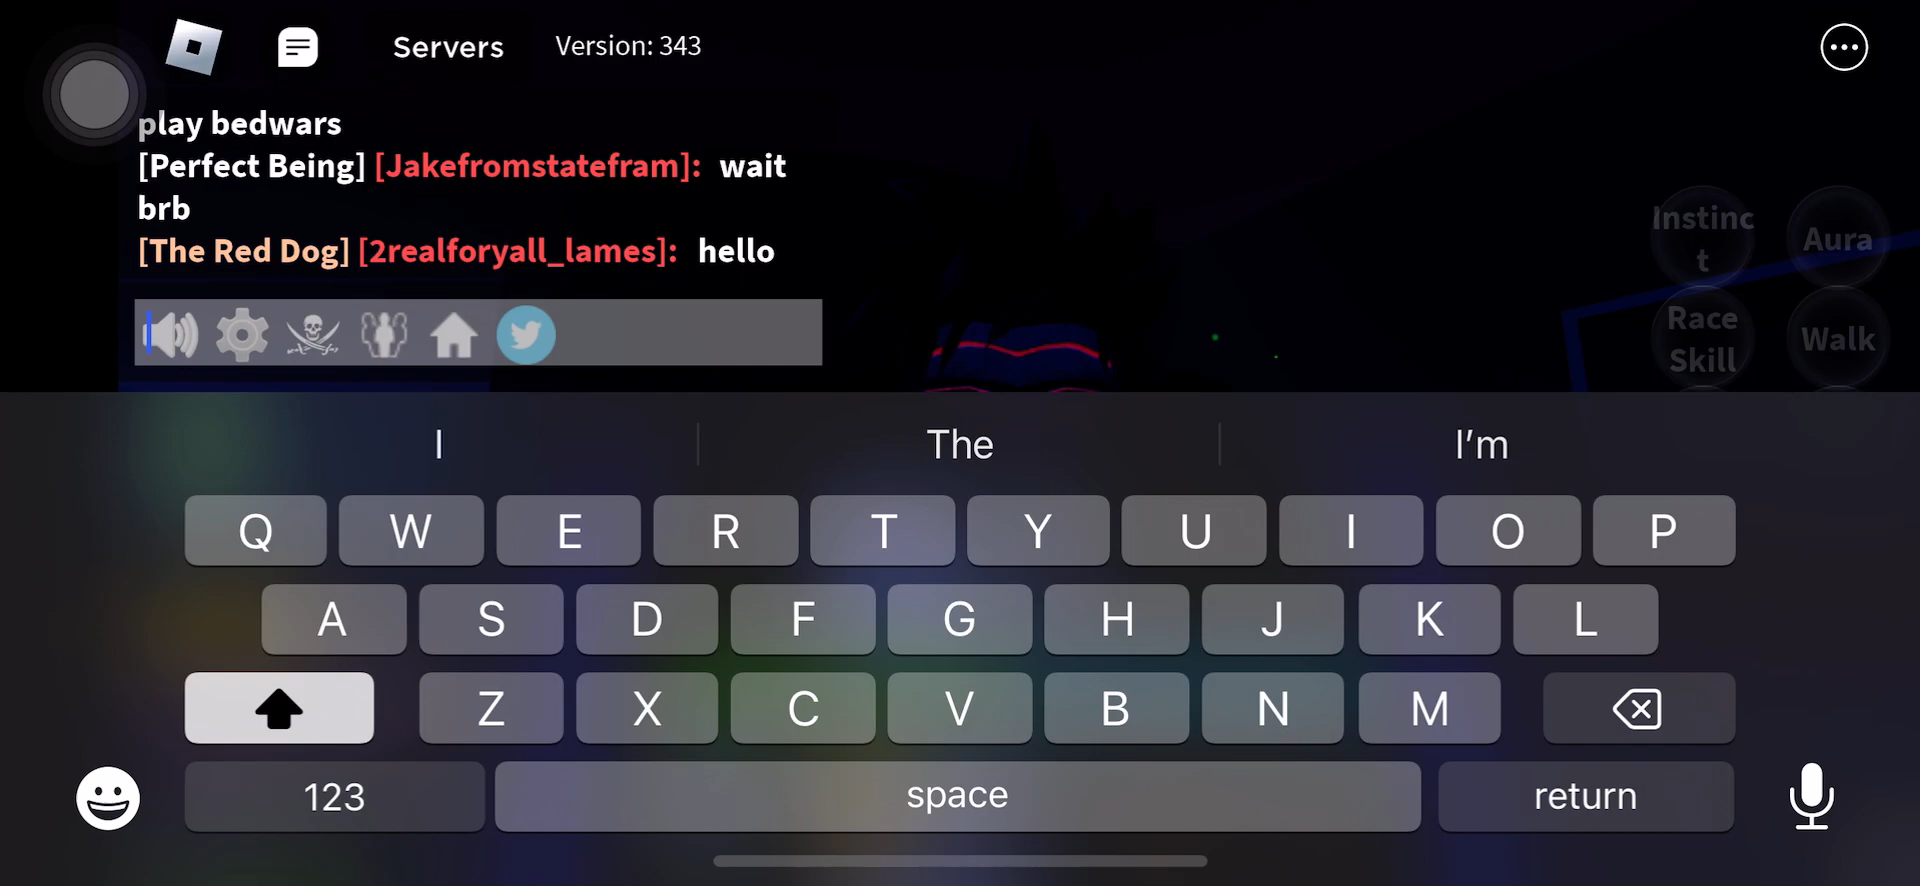 Servers Version: 343
play bedwars
[Perfect Being] [Jakefromstatefram]: wait
brb
[The Red Dog] [2realforyall_lames]: hello
Instinc
t
Aura
Race
Skill
Walk
I The I’m
Q W E R T Y U I O P
A S D F G H J K L
Z X C V B N M
123 space return